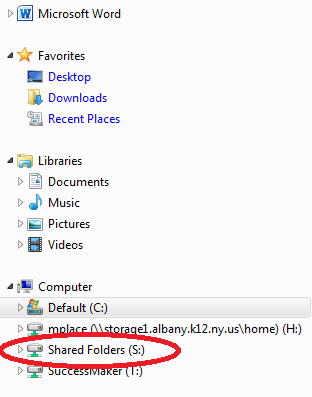 Microsoft Word
Favorites
Desktop
Downloads
Recent Places
Libraries
Documents
Music
Pictures
Videos
Computer
Default (C:)
mplace (\\storage1.albany.k12.ny.us\home) (H:)
Shared Folders (S:)
SuccessMaker (T:)